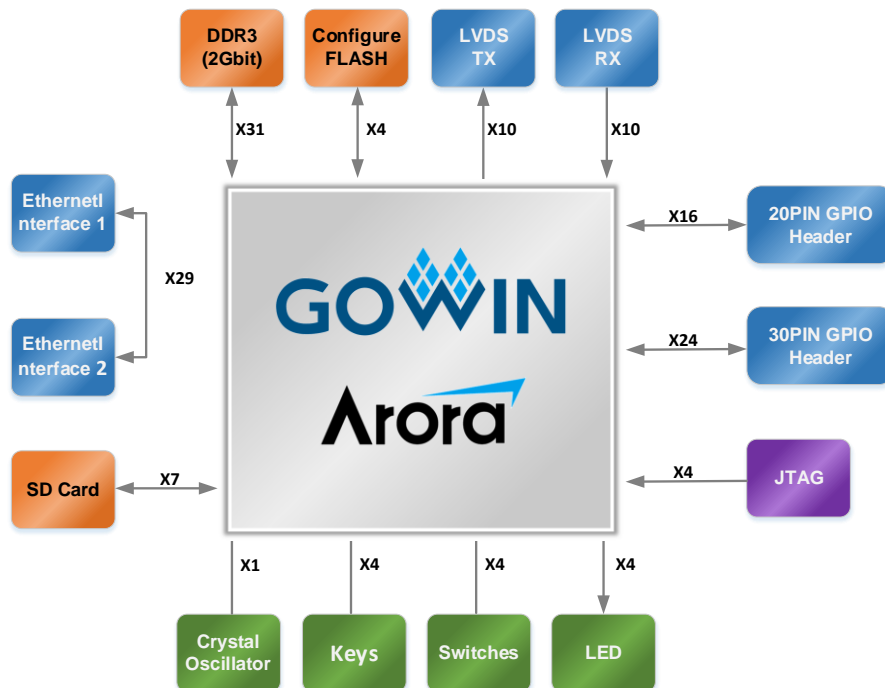 DDR3
(2Gbit)
Configure
FLASH
LVDS
TX
LVDS
RX
X31
X4
X10
X10
EthernetI
nterface 1
X29
EthernetI
nterface 2
SD Card
X7
GOWIN
Arora
X16
20PIN GPIO
Header
X24
30PIN GPIO
Header
X4
JTAG
X1
X4
X4
X4
Crystal
Oscillator
Keys
Switches
LED